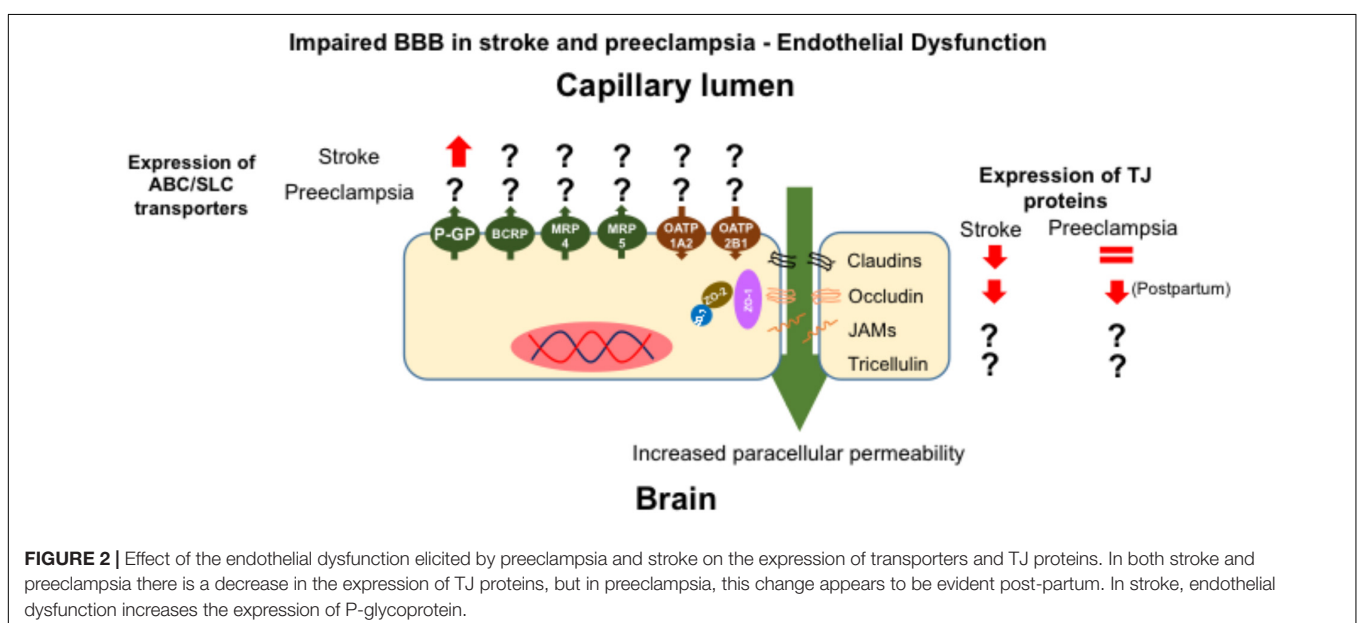 Impaired BBB in stroke and preeclampsia - Endothelial Dysfunction
Capillary lumen
Expression of
ABC/SLC
transporters
Stroke
? ? ? ? ?
Preeclampsia
? ? ? ? ? ?
P-GP
BCRP
MRP
4
MRP
5
OATP
1A2
OATP
2B1
ZO-2
ZO-1
Claudins
Occludin
JAMs
Tricellulin
Expression of TJ
proteins
Stroke Preeclampsia
(Postpartum)
? ?
? ?
Increased paracellular permeability
Brain
FIGURE 2 | Effect of the endothelial dysfunction elicited by preeclampsia and stroke on the expression of transporters and TJ proteins. In both stroke and
preeclampsia there is a decrease in the expression of TJ proteins, but in preeclampsia, this change appears to be evident post-partum. In stroke, endothelial
dysfunction increases the expression of P-glycoprotein.